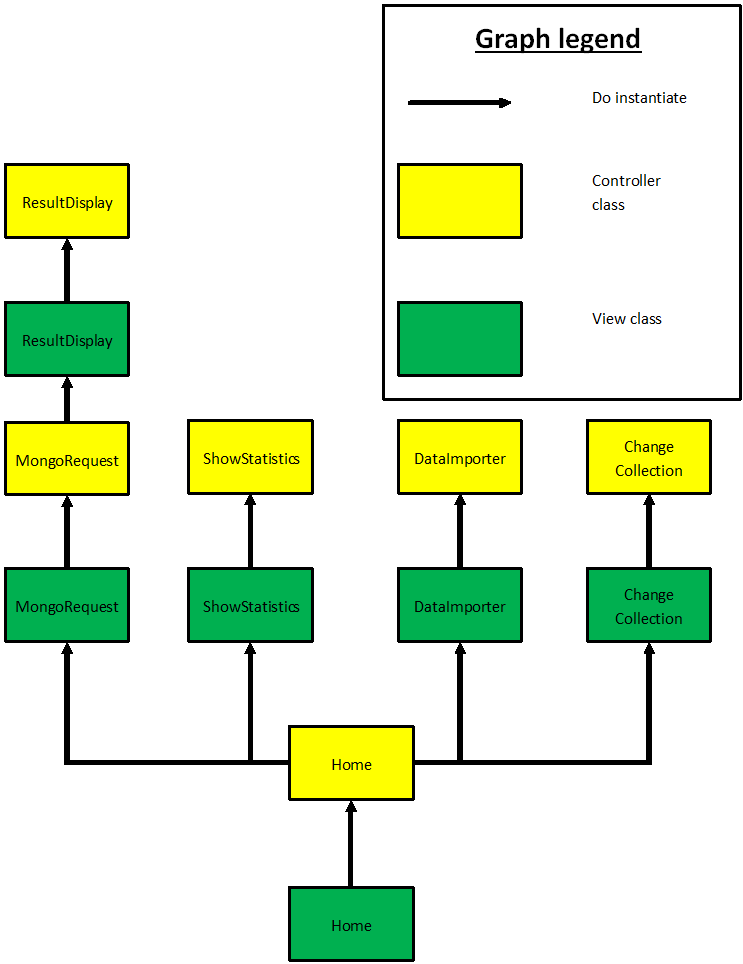 Graph legend
Do instantiate
Controller
class
View class
ResultDisplay
ResultDisplay
MongoRequest
ShowStatistics
DataImporter
Change
Collection
MongoRequest
ShowStatistics
DataImporter
Change
Collection
Home
Home